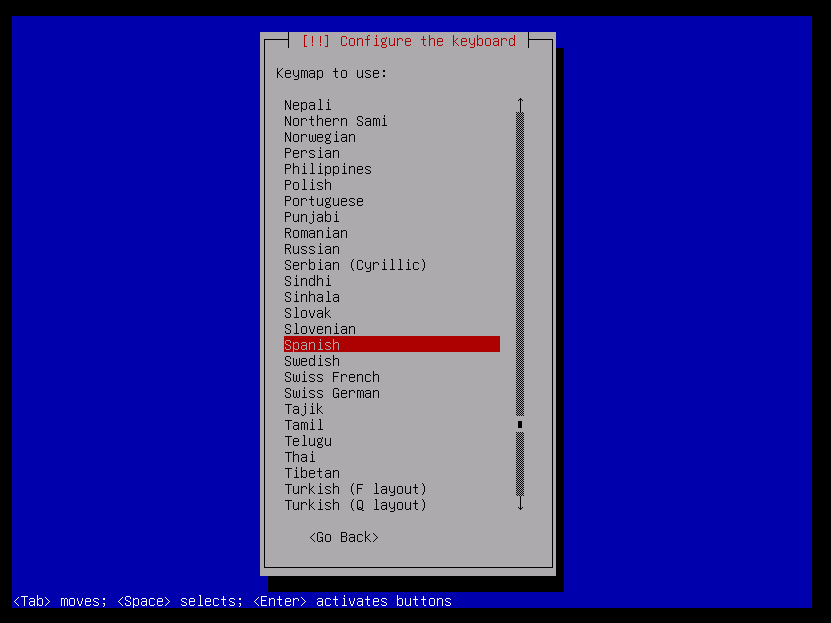 [!!] Configure the keyboard
Keymap to use:
Nepali
Northern Sami
Norwegian
Persian
Philippines
Polish
Portuguese
Punjabi
Romanian
Russian
Serbian (Cyrillic)
Sindhi
Sinhala
Slovak
Slovenian
Spanish
Swedish
Swiss French
Swiss German
Tajik
Tamil
Telugu
Thai
Tibetan
Turkish (F layout)
Turkish (Q layout)
<Go Back>
<Tab> moves; <Space> selects; <Enter> activates buttons